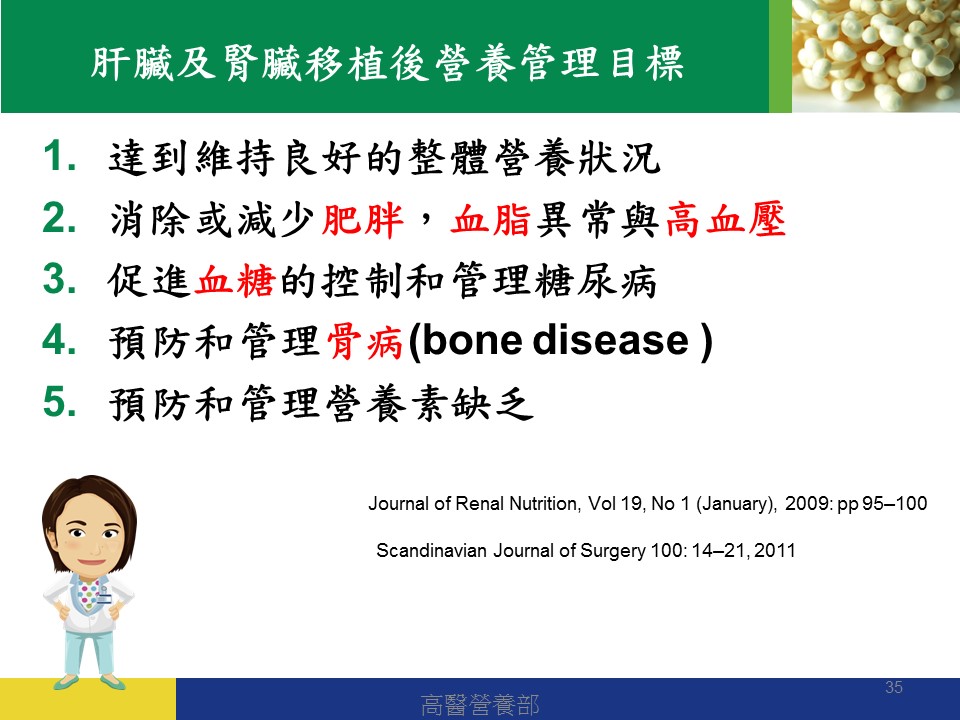 肝臟及腎臟移植後營養管理目標
1. 達到維持良好的整體營養狀況
2. 消除或減少肥胖，血脂異常與高血壓
3. 促進血糖的控制和管理糖尿病
4. 預防和管理骨病(bone disease )
5. 預防和管理營養素缺乏
Journal of Renal Nutrition, Vol 19, No 1 (January), 2009: pp 95–100
Scandinavian Journal of Surgery 100: 14–21, 2011
35
高醫營養部